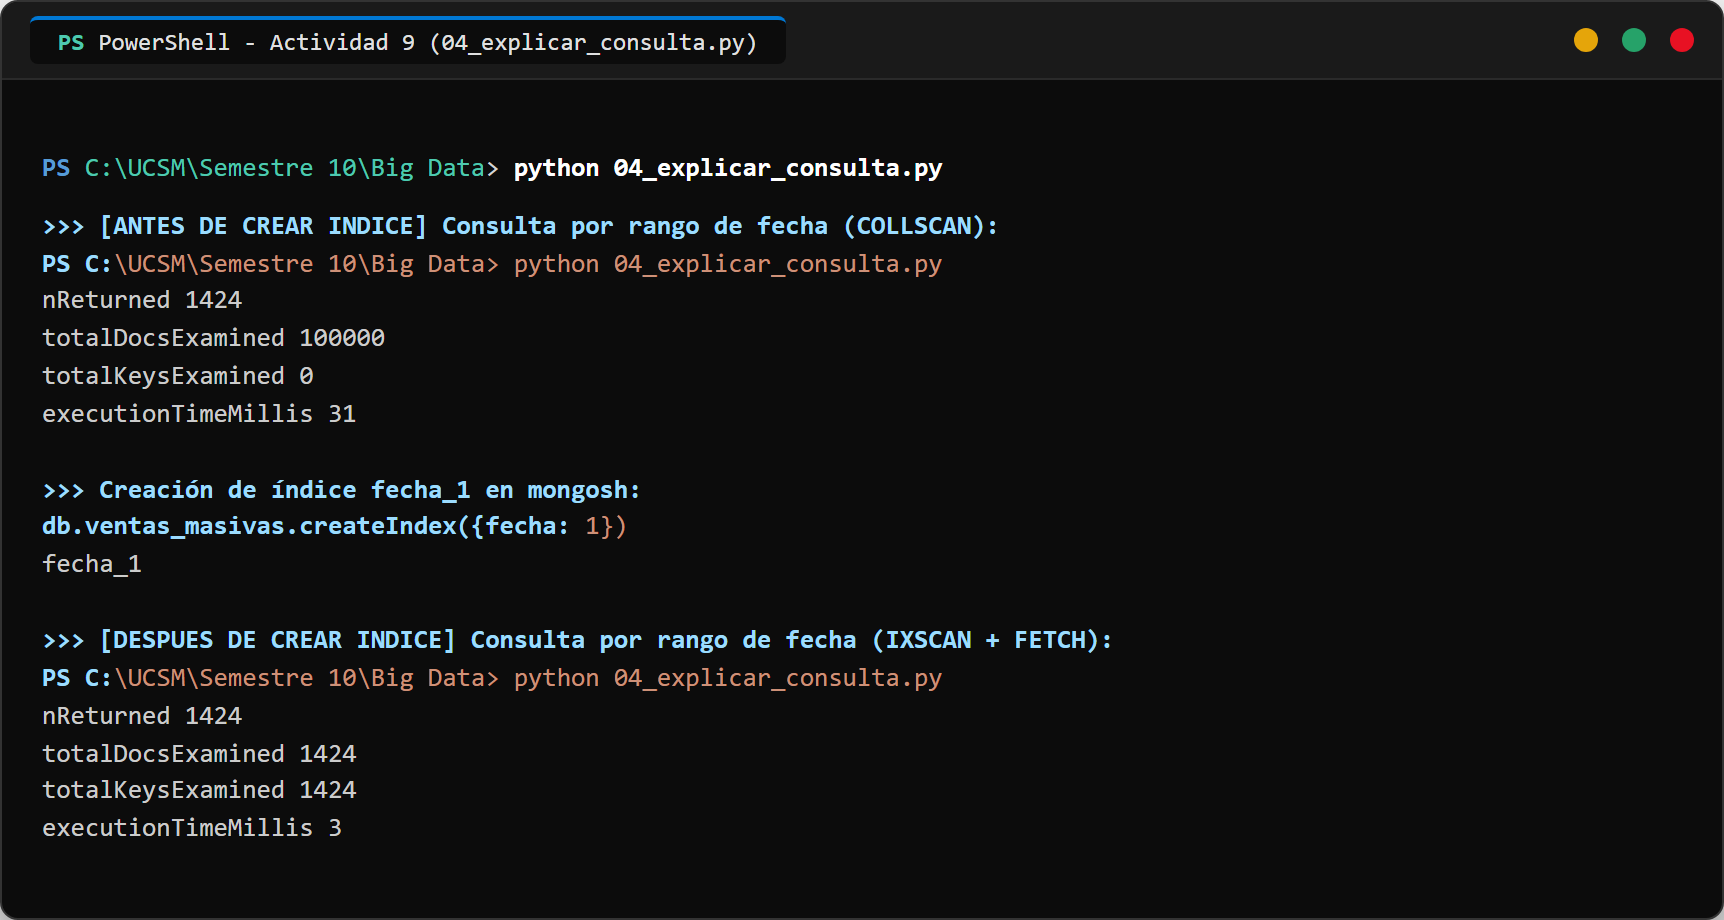 PS PowerShell - Actividad 9 (04_explicar_consulta.py)
PS C:\UCSM\Semestre 10\Big Data> python 04_explicar_consulta.py
>>> [ANTES DE CREAR INDICE] Consulta por rango de fecha (COLLSCAN):
PS C:\UCSM\Semestre 10\Big Data> python 04_explicar_consulta.py
nReturned 1424
totalDocsExamined 100000
totalKeysExamined 0
executionTimeMillis 31
>>> Creación de índice fecha_1 en mongosh:
db.ventas_masivas.createIndex({fecha: 1})
fecha_1
>>> [DESPUES DE CREAR INDICE] Consulta por rango de fecha (IXSCAN + FETCH):
PS C:\UCSM\Semestre 10\Big Data> python 04_explicar_consulta.py
nReturned 1424
totalDocsExamined 1424
totalKeysExamined 1424
executionTimeMillis 3